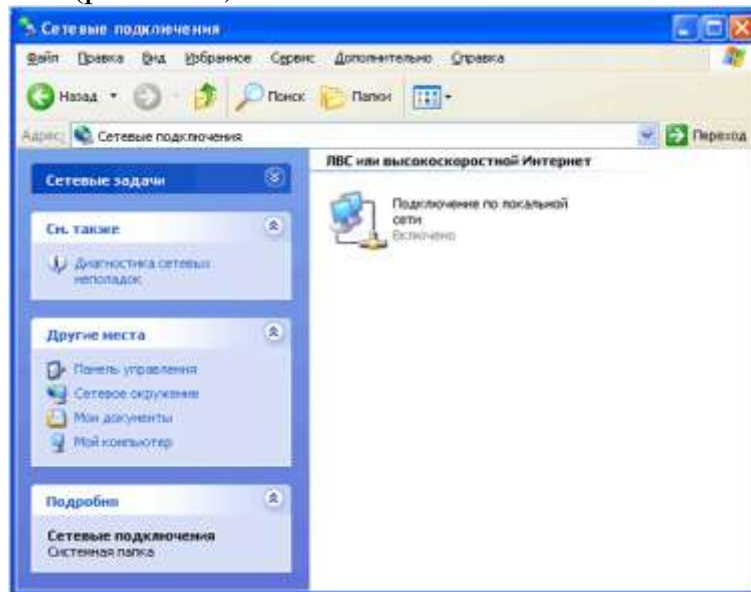 Сетевые подключения
Файл Правка Вид Избранное Сервис Дополнительно Справка
Назад Поиск Папки
Адрес: Сетевые подключения Переход
ЛВС или высокоскоростной Интернет
Подключение по локальной
сети
Включено
Сетевые задачи
См. также
Диагностика сетевых
неполадок
Другие места
Панель управления
Сетевое окружение
Мои документы
Мой компьютер
Подробно
Сетевые подключения
Системная папка